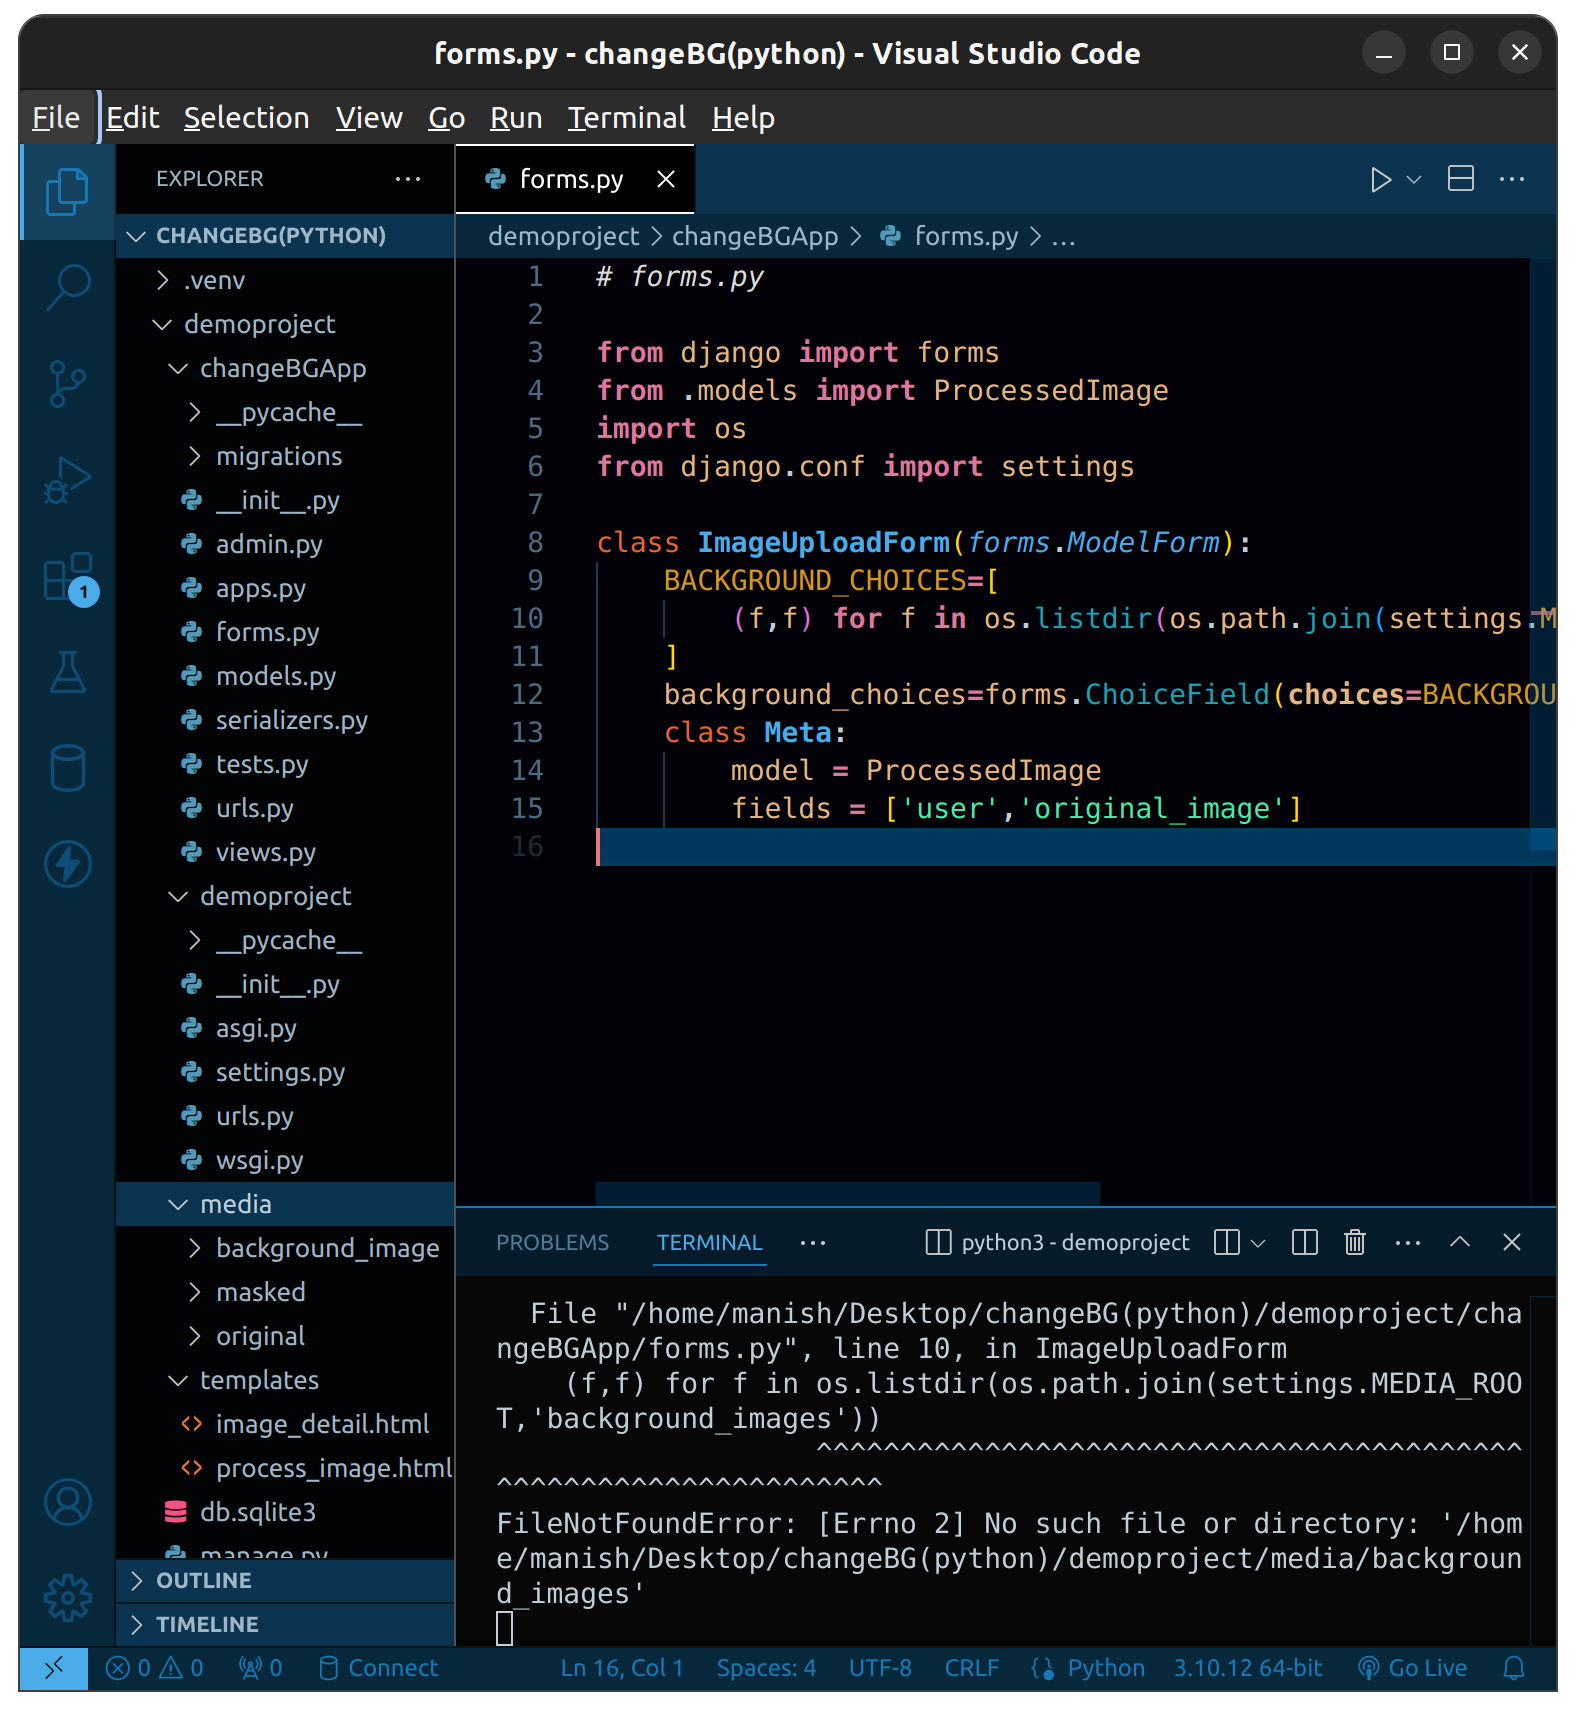 forms.py - changeBG(python) - Visual Studio Code
File Edit Selection View Go Run Terminal Help
EXPLORER
CHANGEBG(PYTHON)
.venv
demoproject
changeBGApp
__pycache__
migrations
__init__.py
admin.py
apps.py
forms.py
models.py
serializers.py
tests.py
urls.py
views.py
demoproject
__pycache__
__init__.py
asgi.py
settings.py
urls.py
wsgi.py
media
background_image
masked
original
templates
image_detail.html
process_image.html
db.sqlite3
manage.py
OUTLINE
TIMELINE
1
forms.py
demoproject > changeBGApp > forms.py > ...
1 # forms.py
2
3 from django import forms
4 from .models import ProcessedImage
5 import os
6 from django.conf import settings
7
8 class ImageUploadForm(forms.ModelForm):
9 BACKGROUND_CHOICES=[
10 (f,f) for f in os.listdir(os.path.join(settings.M
11 ]
12 background_choices=forms.ChoiceField(choices=BACKGROU
13 class Meta:
14 model = ProcessedImage
15 fields = ['user','original_image']
16
PROBLEMS TERMINAL python3 - demoproject
File "/home/manish/Desktop/changeBG(python)/demoproject/cha
ngeBGApp/forms.py", line 10, in ImageUploadForm
(f,f) for f in os.listdir(os.path.join(settings.MEDIA_ROO
T,'background_images'))
^^^^^^^^^^^^^^^^^^^^^^^^^^^^^^^^^^^^^^^^^^
^^^^^^^^^^^^^^^^^^^^^^^
FileNotFoundError: [Errno 2] No such file or directory: '/hom
e/manish/Desktop/changeBG(python)/demoproject/media/backgroun
d_images'
0 0 0 Connect Ln 16, Col 1 Spaces: 4 UTF-8 CRLF Python 3.10.12 64-bit Go Live